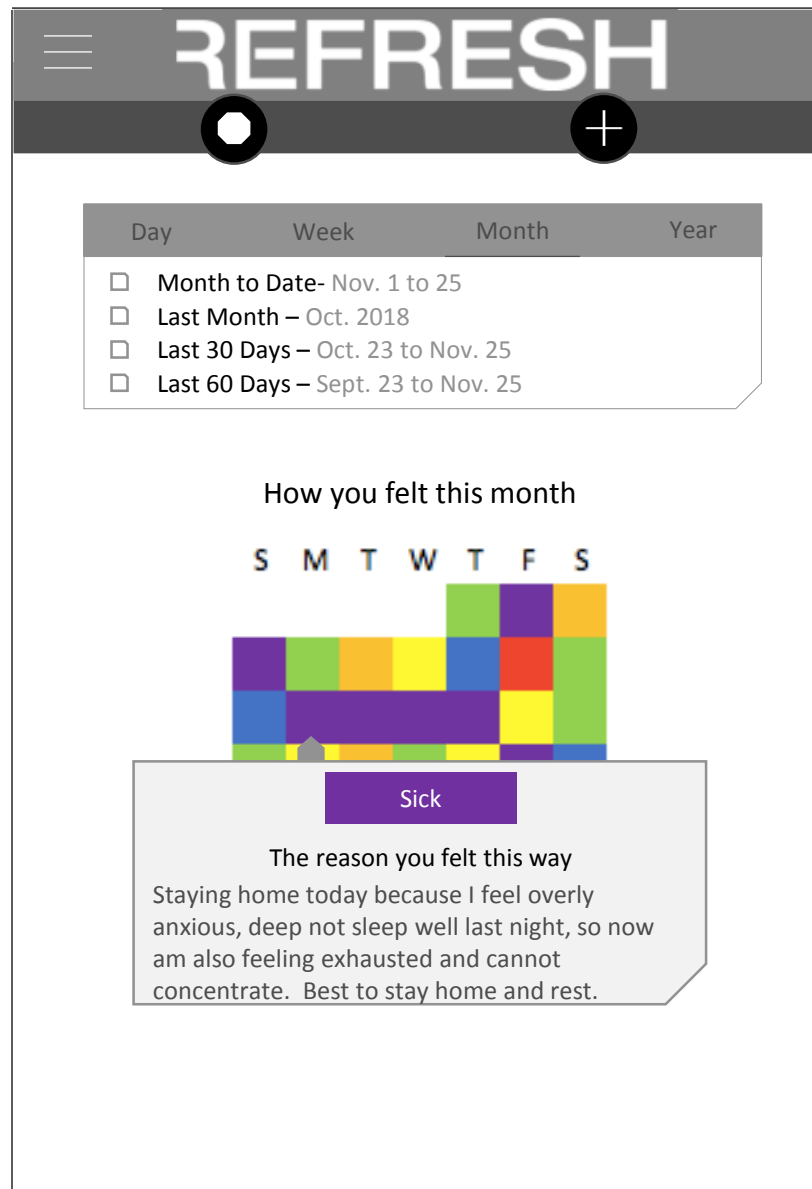 REFRESH
Day Week Month Year
Month to Date- Nov. 1 to 25
Last Month – Oct. 2018
Last 30 Days – Oct. 23 to Nov. 25
Last 60 Days – Sept. 23 to Nov. 25
How you felt this month
S M T W T F S
Sick
The reason you felt this way
Staying home today because I feel overly
anxious, deep not sleep well last night, so now
am also feeling exhausted and cannot
concentrate.  Best to stay home and rest.